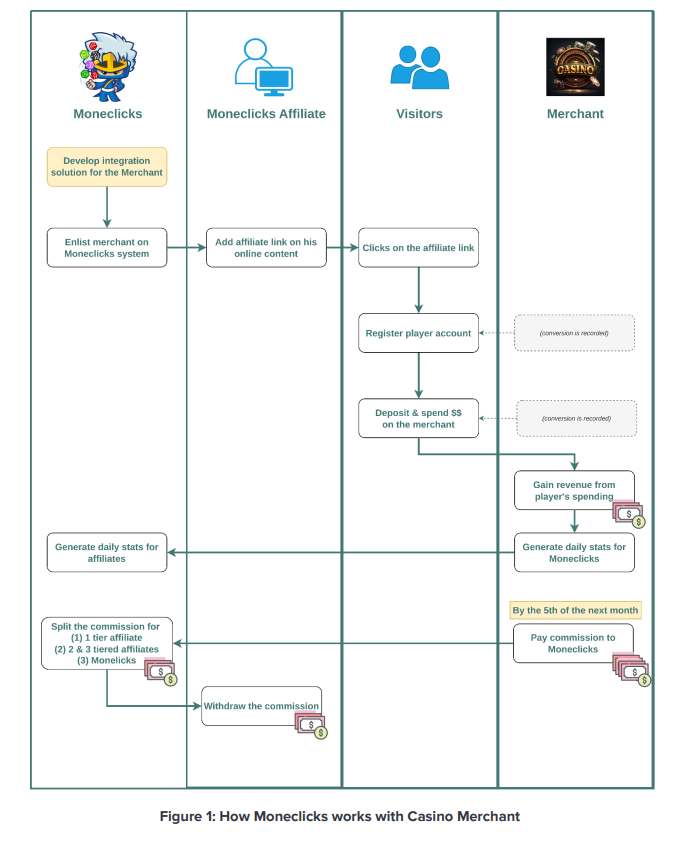 CASINO
Moneclicks
Moneclicks Affiliate
Visitors
Merchant
Develop integration
solution for the Merchant
Enlist merchant on
Moneclicks system
Add affiliate link on his
online content
Clicks on the affiliate link
Register player account
(conversion is recorded)
Deposit & spend $$
on the merchant
(conversion is recorded)
Gain revenue from
player's spending
$
$
Generate daily stats for
affiliates
Generate daily stats for
Moneclicks
By the 5th of the next month
Split the commission for
(1) 1 tier affiliate
(2) 2 & 3 tiered affiliates
(3) Monelicks
$
$
Pay commission to
Moneclicks
$
$
Withdraw the commission
$
$
Figure 1: How Moneclicks works with Casino Merchant